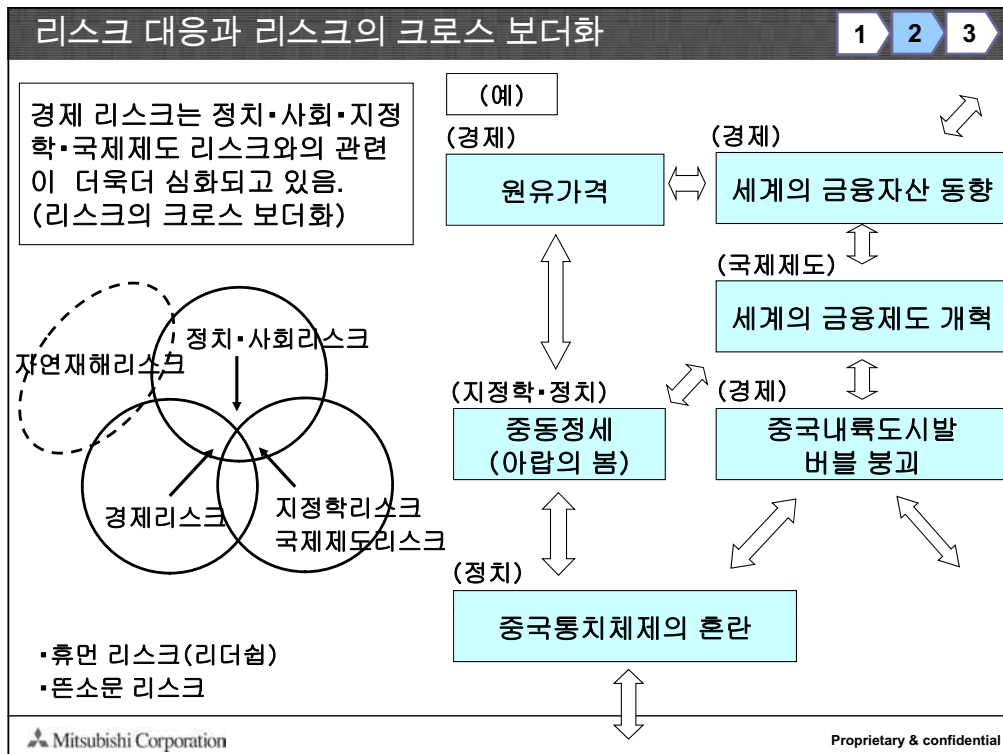 리스크 대응과 리스크의 크로스 보더화
1
2
3
경제 리스크는 정치▪사회▪지정
학▪국제제도 리스크와의 관련
이 더욱더 심화되고 있음.
(리스크의 크로스 보더화)
정치▪사회리스크
자연재해리스크
경제리스크
지정학리스크
국제제도리스크
▪휴먼 리스크(리더쉽)
▪뜬소문 리스크
(예)
(경제)
원유가격
(경제)
세계의 금융자산 동향
(국제제도)
세계의 금융제도 개혁
(지정학▪정치)
중동정세
(아랍의 봄)
(경제)
중국내륙도시발
버블 붕괴
(정치)
중국통치체제의 혼란
Mitsubishi Corporation
Proprietary & confidential